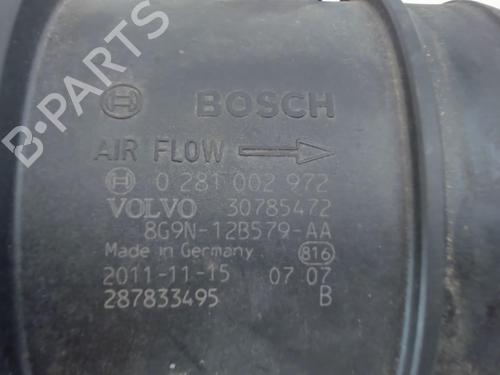 BOSCH
AIR FLOW
0 281 002 972
VOLVO 30785472
8G9N-12B579-AA
Made in Germany 816
2011-11-15 07 07
287833495 B